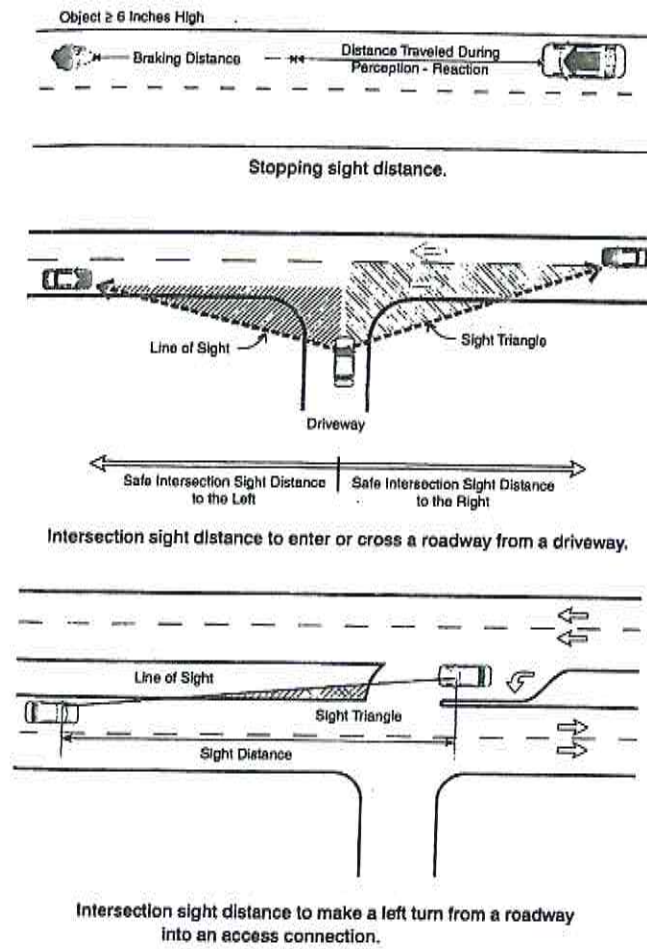 Object ≥ 6 Inches High
Braking Distance
Distance Traveled During
Perception - Reaction
Stopping sight distance.
Line of Sight
Sight Triangle
Driveway
Safe Intersection Sight Distance
to the Left
Safe Intersection Sight Distance
to the Right
Intersection sight distance to enter or cross a roadway from a driveway.
Line of Sight
Sight Triangle
Sight Distance
Intersection sight distance to make a left turn from a roadway
into an access connection.